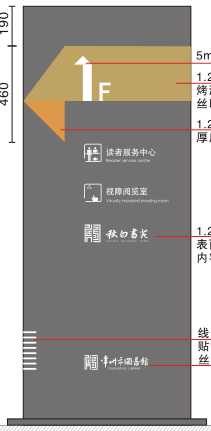 190
5m
F
1.2
460
烤
丝
1.2
厚
读者服务中心
Reader service center
视障阅览室
Visually impaired reading room
秋白书苑
1.2
表
内
线
贴
丝
常州市图书馆
CHANGZHOU LIBRARY